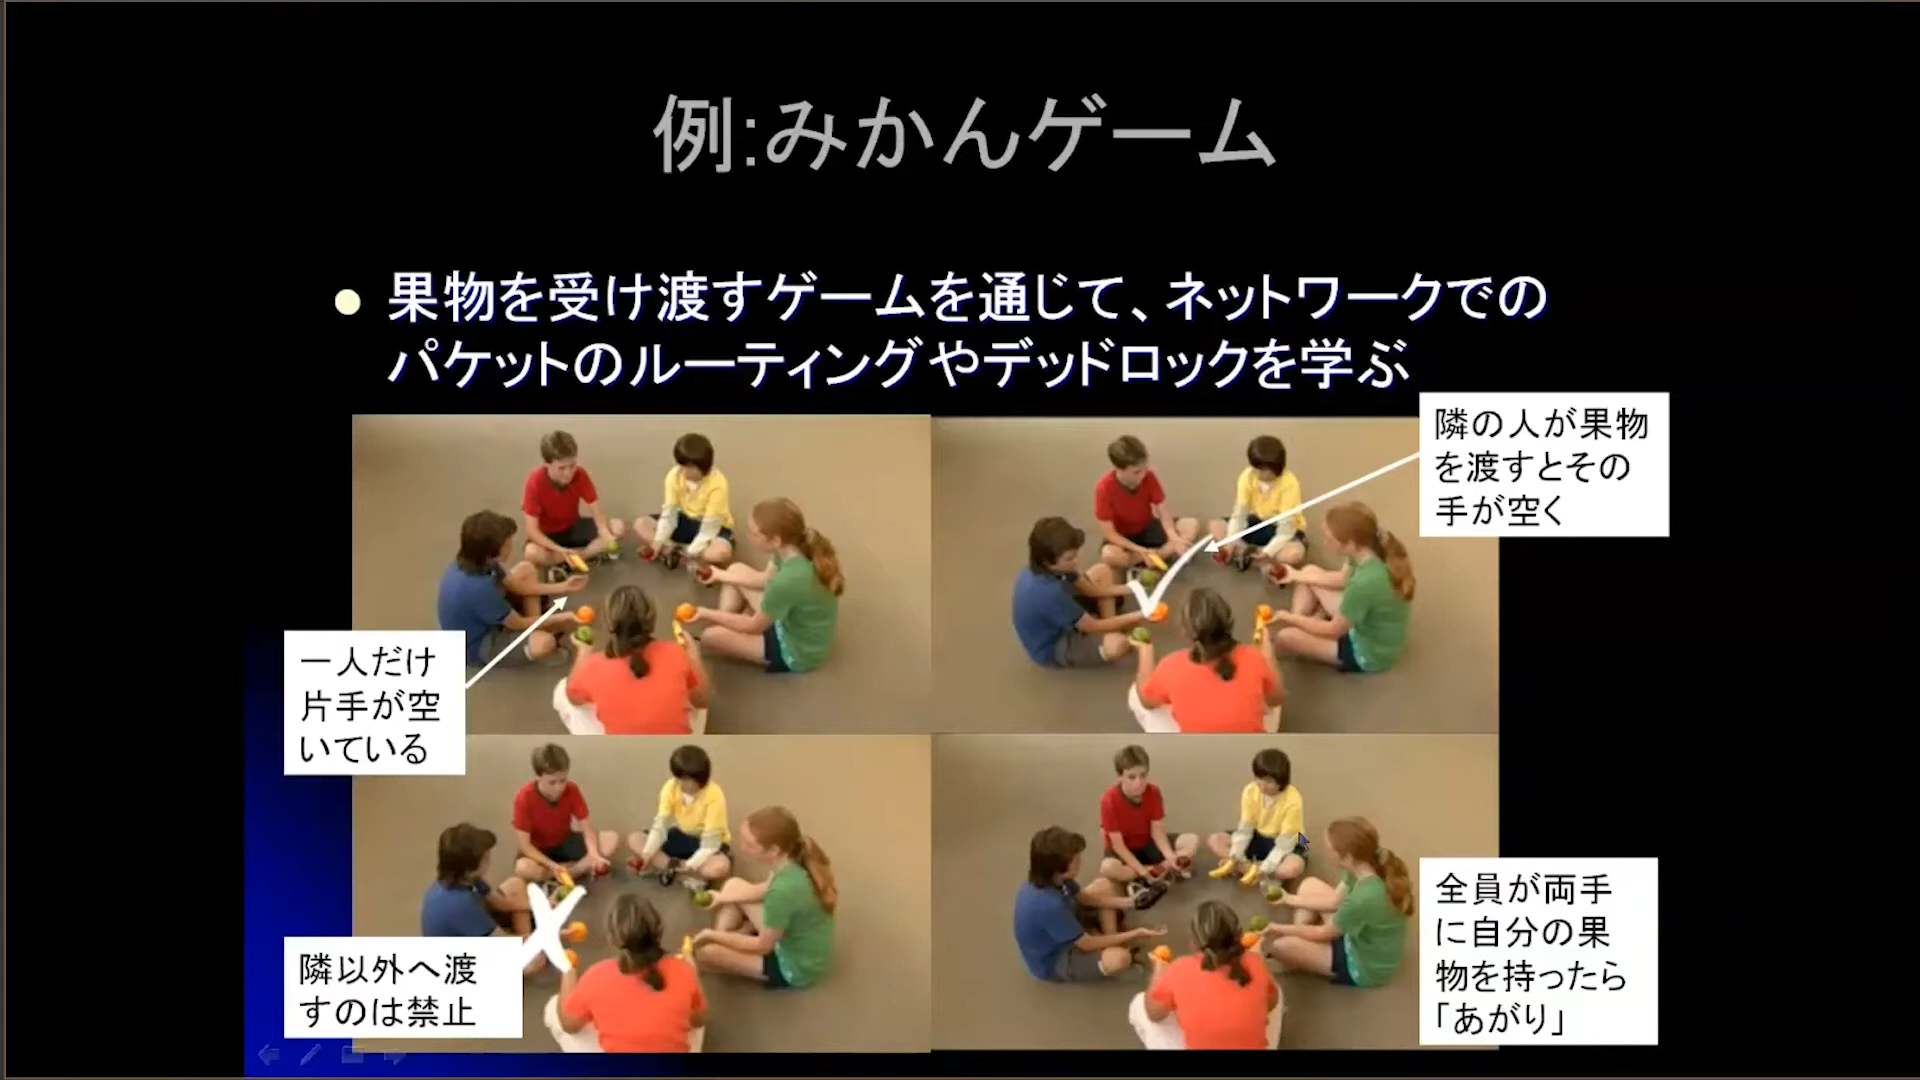 例:みかんゲーム
果物を受け渡すゲームを通じて、ネットワークでの
パケットのルーティングやデッドロックを学ぶ
隣の人が果物
を渡すとその
手が空く
一人だけ
片手が空
いている
隣以外へ渡
すのは禁止
全員が両手
に自分の果
物を持ったら
「あがり」